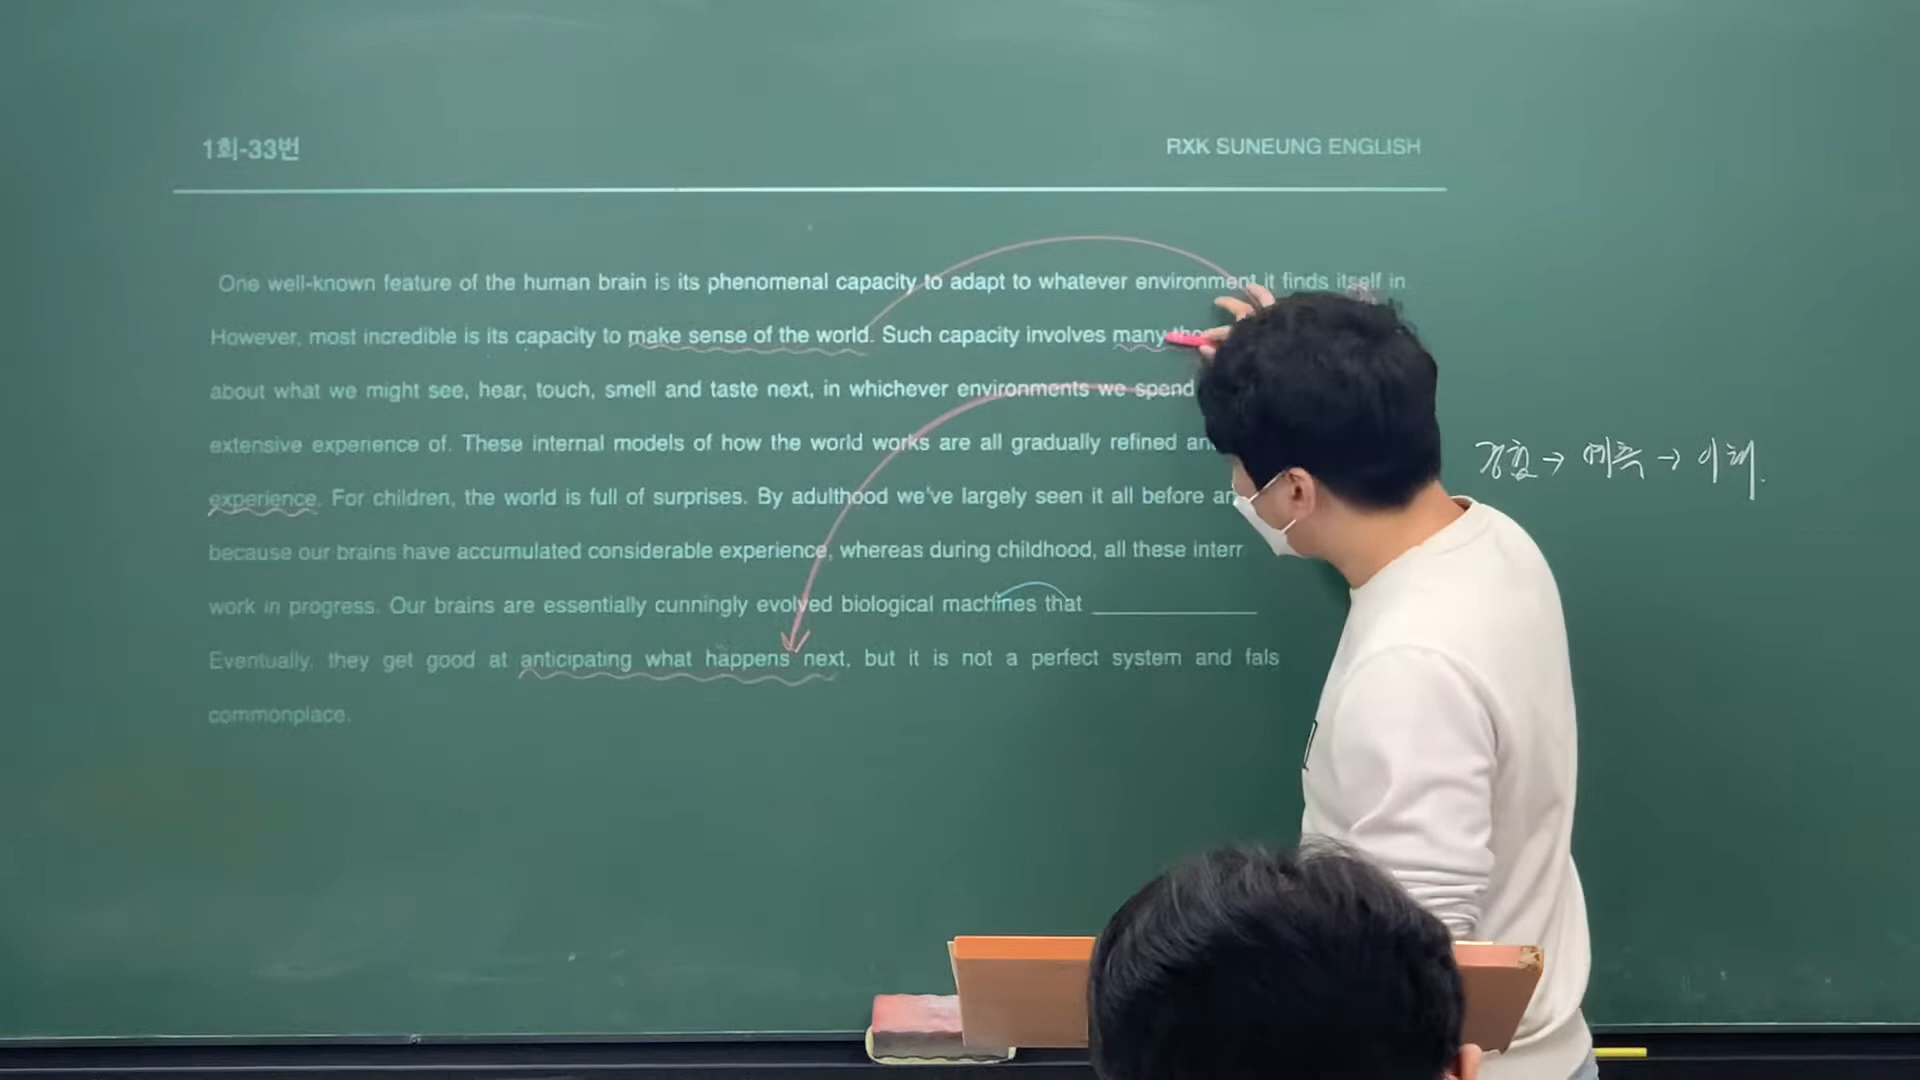 1회-33번
RXK SUNEUNG ENGLISH
One well-known feature of the human brain is its phenomenal capacity to adapt to whatever environment it finds itself in
However, most incredible is its capacity to make sense of the world. Such capacity involves many
about what we might see, hear, touch, smell and taste next, in whichever environments we spend
extensive experience of. These internal models of how the world works are all gradually refined
experience. For children, the world is full of surprises. By adulthood we've largely seen it all before
because our brains have accumulated considerable experience, whereas during childhood, all these
work in progress. Our brains are essentially cunningly evolved biological machines that
Eventually, they get good at anticipating what happens next, but it is not a perfect system and
commonplace.
경험 → 예측 → 이해.